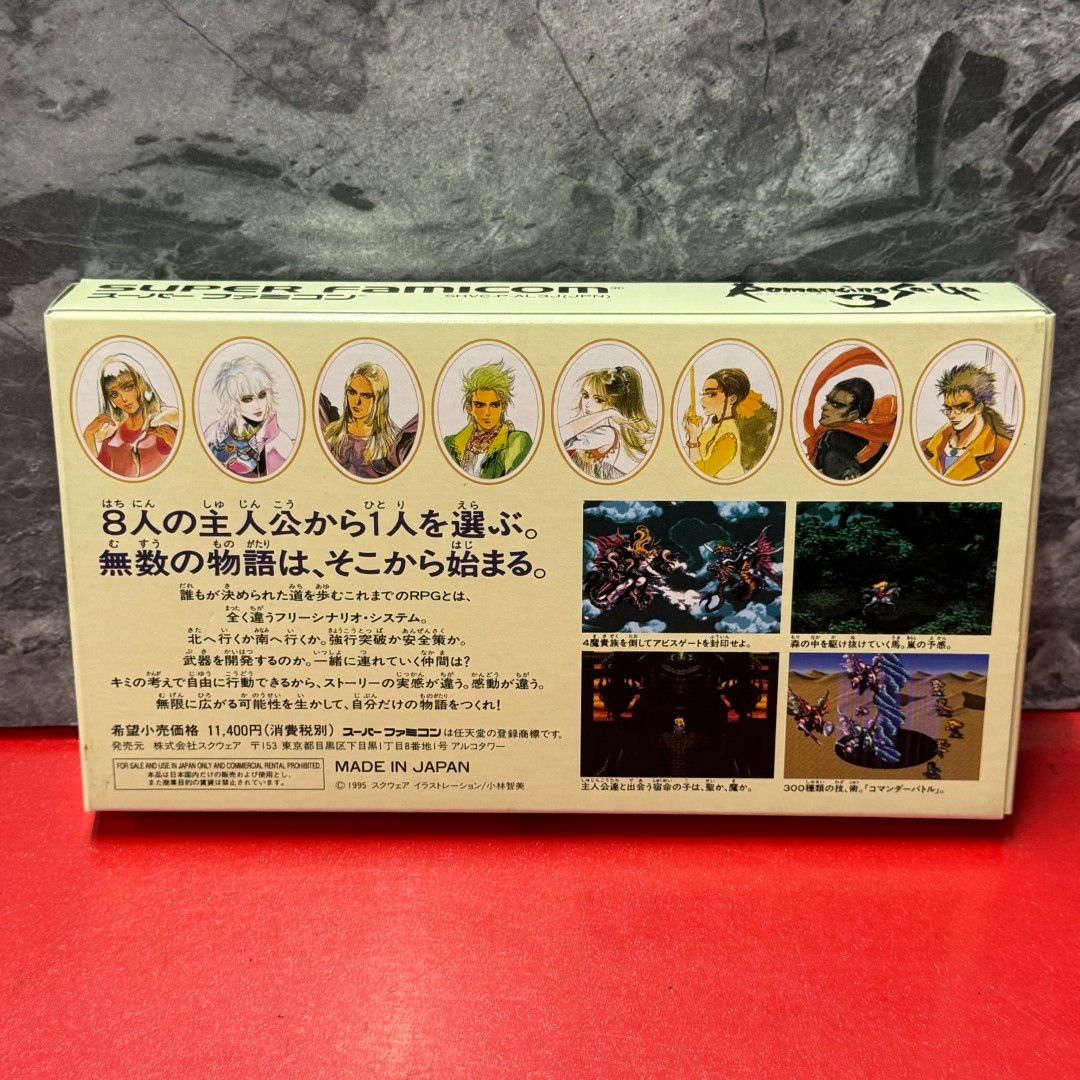 SUPER FAMICOM
スーパーファミコン
SHVC-P-AL3J(JPN)
Romancing Sa・Ga 3
8人の主人公から1人を選ぶ。
無数の物語は、そこから始まる。
誰もが決められた道を歩むこれまでのRPGとは、
全く違うフリーシナリオ・システム。
北へ行くか南へ行くか。強行突破か安全策か。
武器を開発するのか。一緒に連れていく仲間は?
キミの考えで自由に行動できるから、ストーリーの実感が違う。感動が違う。
無限に広がる可能性を生かして、自分だけの物語をつくれ!
希望小売価格 11,400円(消費税別) スーパーファミコンは任天堂の登録商標です。
発売元 株式会社スクウェア 〒153 東京都目黒区下目黒1丁目8番地1号 アルコタワー
FOR SALE AND USE IN JAPAN ONLY AND COMMERCIAL RENTAL PROHIBITED.
本品は日本国内だけの販売および使用とし、
また商業目的の賃貸は禁止されています。
MADE IN JAPAN
© 1995 スクウェア イラストレーション/小林智美
4魔貴族を倒してアビスゲートを封印せよ。
森の中を駆け抜けていく馬。嵐の予感。
主人公達と出会う宿命の子は、聖か、魔か。
300種類の技、術。「コマンダーバトル」。